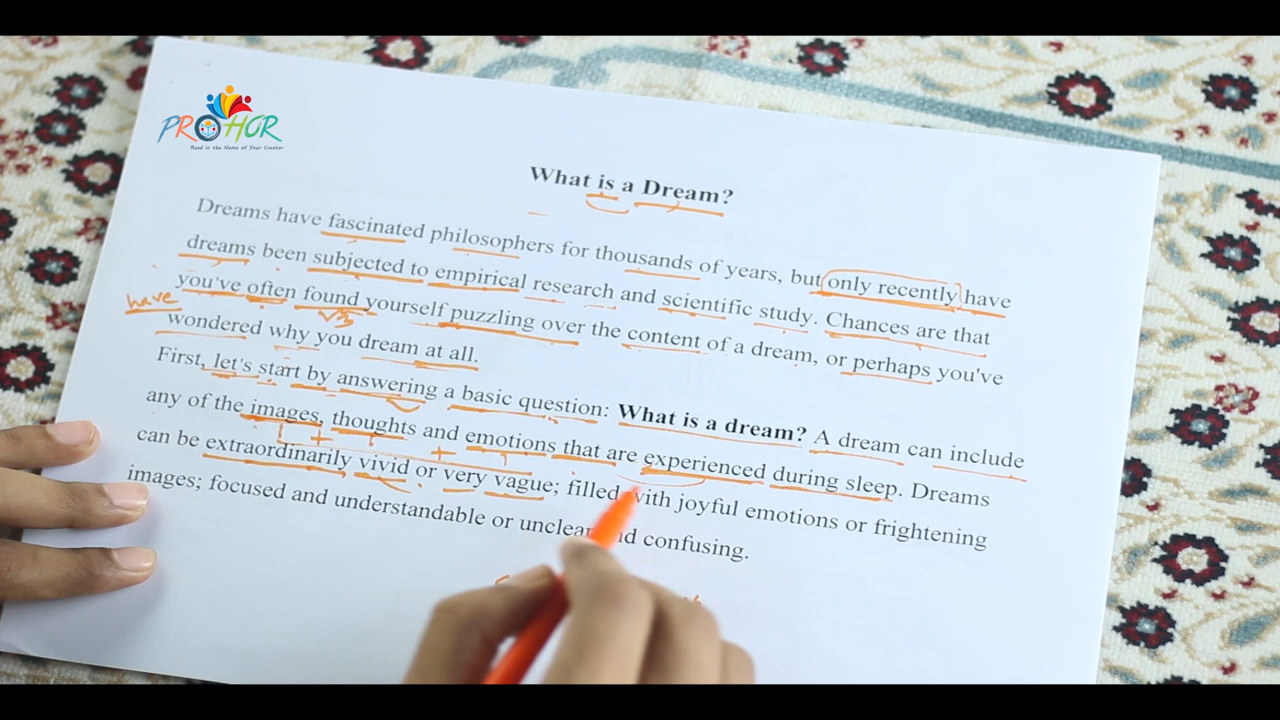 PROHOR
Read in the Name of Your Creator
What is a Dream?
Dreams have fascinated philosophers for thousands of years, but only recently have
dreams been subjected to empirical research and scientific study. Chances are that
you've often found yourself puzzling over the content of a dream, or perhaps you've
have
V3
wondered why you dream at all.
First, let's start by answering a basic question: What is a dream? A dream can include
any of the images, thoughts and emotions that are experienced during sleep. Dreams
can be extraordinarily vivid or very vague; filled with joyful emotions or frightening
images; focused and understandable or unclear and confusing.